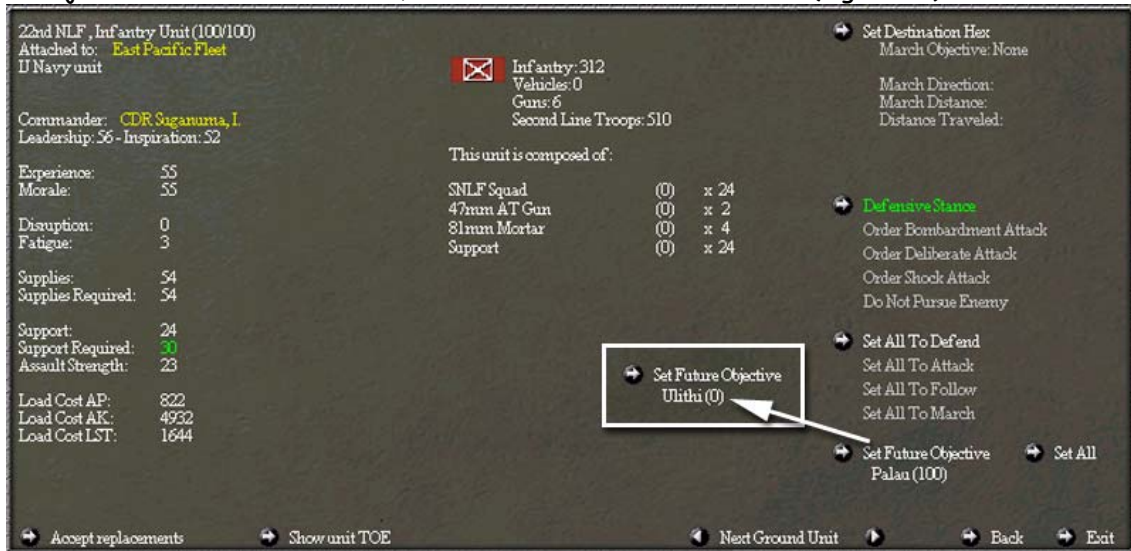 22nd NLF , Infantry Unit (100/100)
Attached to: East Pacific Fleet
IJ Navy unit
Commander: CDR Suganuma, I.
Leadership: 56 - Inspiration: 52
Experience: 55
Morale: 55
Disruption: 0
Fatigue: 3
Supplies: 54
Supplies Required: 54
Support: 24
Support Required: 30
Assault Strength: 23
Load Cost AP: 822
Load Cost AK: 4932
Load Cost LST: 1644
Infantry: 312
Vehicles: 0
Guns: 6
Second Line Troops: 510
This unit is composed of :
SNLF Squad (0) x 24
47mm AT Gun (0) x 2
81mm Mortar (0) x 4
Support (0) x 24
Set Future Objective
Ulithi (0)
Set Destination Hex
March Objective: None
March Direction:
March Distance:
Distance Traveled:
Defensive Stance
Order Bombardment Attack
Order Deliberate Attack
Order Shock Attack
Do Not Pursue Enemy
Set All To Defend
Set All To Attack
Set All To Follow
Set All To March
Set Future Objective Set All
Palau (100)
Accept replacements Show unit TOE Next Ground Unit Back Exit